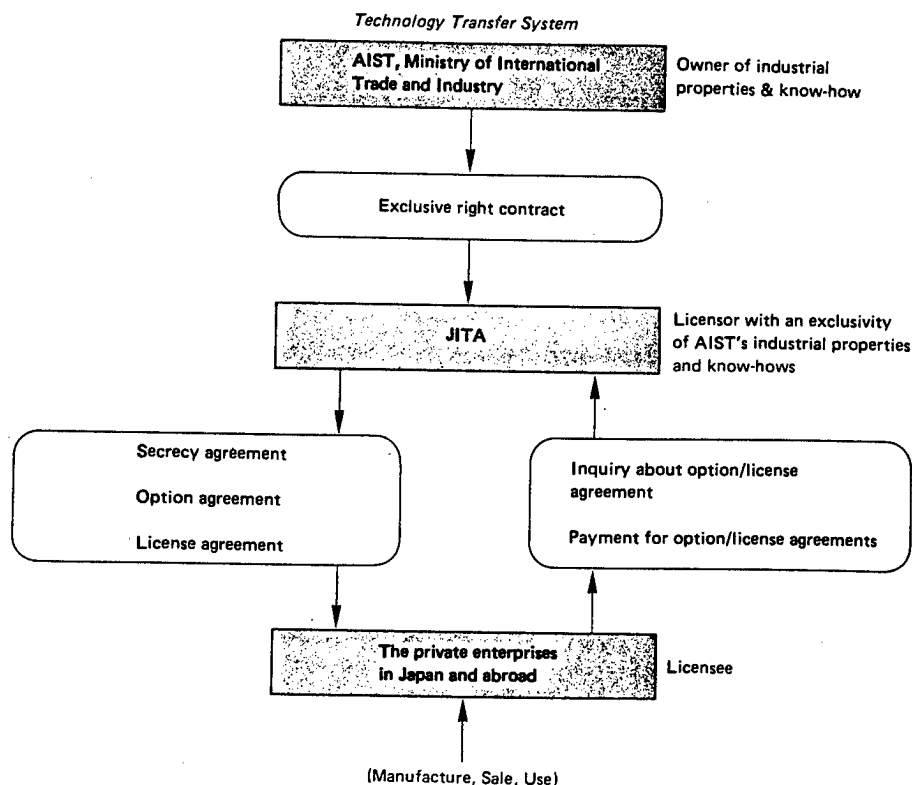 Technology Transfer System
AIST, Ministry of International
Trade and Industry
Owner of industrial
properties & know-how
Exclusive right contract
JITA
Licensor with an exclusivity
of AIST's industrial properties
and know-hows
Secrecy agreement
Option agreement
License agreement
Inquiry about option/license
agreement
Payment for option/license agreements
The private enterprises
in Japan and abroad
Licensee
(Manufacture, Sale, Use)